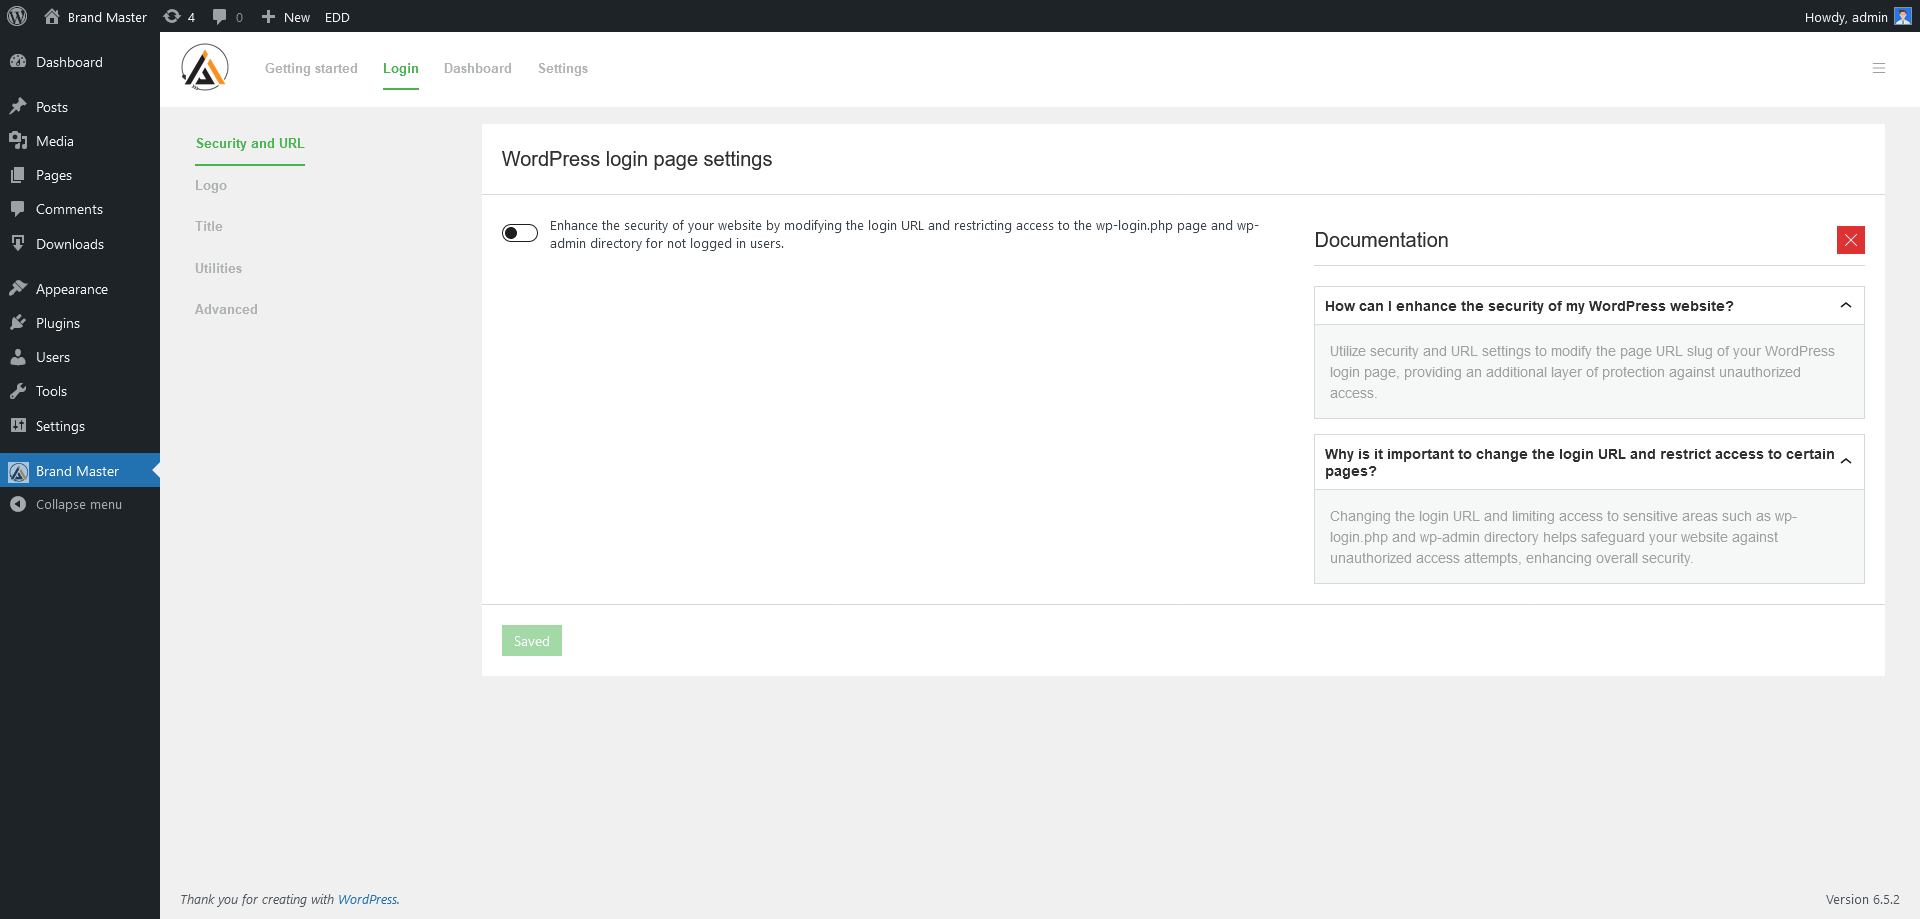 Brand Master
4
0
New
EDD
Howdy, admin
Dashboard
Posts
Media
Pages
Comments
Downloads
Appearance
Plugins
Users
Tools
Settings
Brand Master
Collapse menu
Getting started
Login
Dashboard
Settings
Security and URL
Logo
Title
Utilities
Advanced
WordPress login page settings
Enhance the security of your website by modifying the login URL and restricting access to the wp-login.php page and wp-
admin directory for not logged in users.
Documentation
How can I enhance the security of my WordPress website?
Utilize security and URL settings to modify the page URL slug of your WordPress
login page, providing an additional layer of protection against unauthorized
access.
Why is it important to change the login URL and restrict access to certain
pages?
Changing the login URL and limiting access to sensitive areas such as wp-
login.php and wp-admin directory helps safeguard your website against
unauthorized access attempts, enhancing overall security.
Saved
Thank you for creating with WordPress.
Version 6.5.2